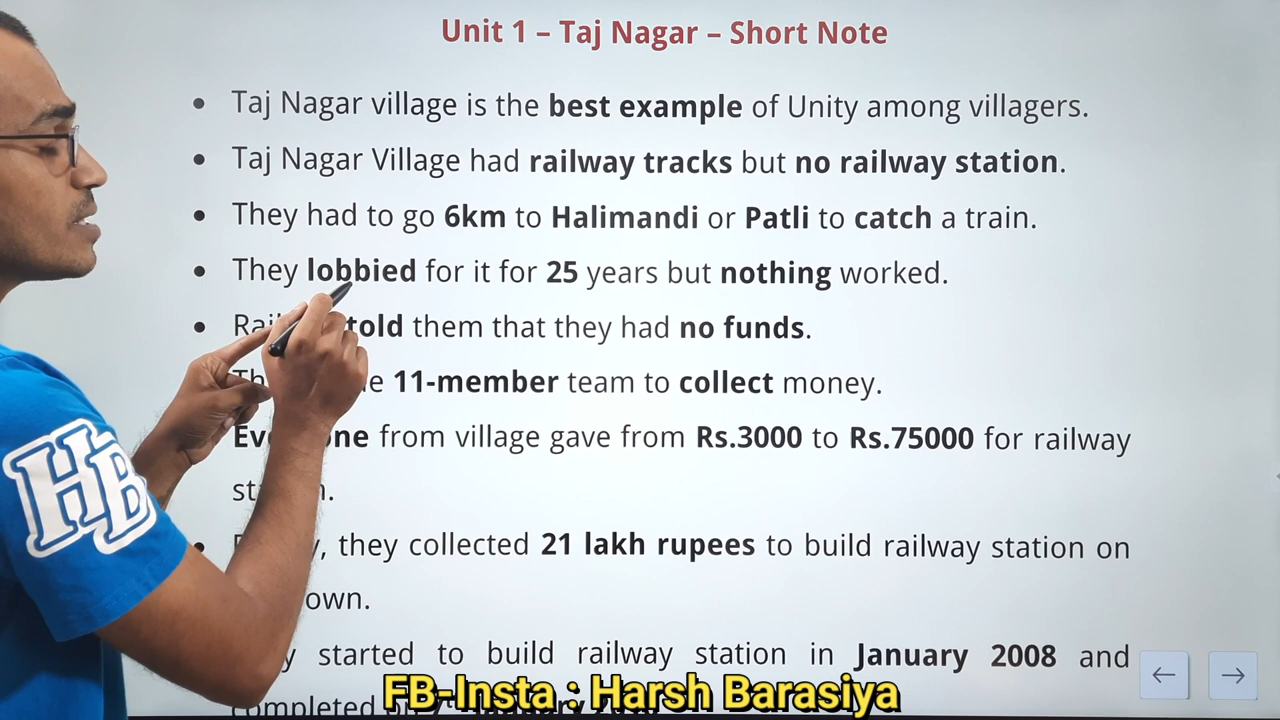 Unit 1 – Taj Nagar – Short Note
• Taj Nagar village is the best example of Unity among villagers.
• Taj Nagar Village had railway tracks but no railway station.
• They had to go 6km to Halimandi or Patli to catch a train.
• They lobbied for it for 25 years but nothing worked.
• told them that they had no funds.
11-member team to collect money.
from village gave from Rs.3000 to Rs.75000 for railway
• they collected 21 lakh rupees to build railway station on
own.
started to build railway station in January 2008 and
completed
HB
FB-Insta : Harsh Barasiya